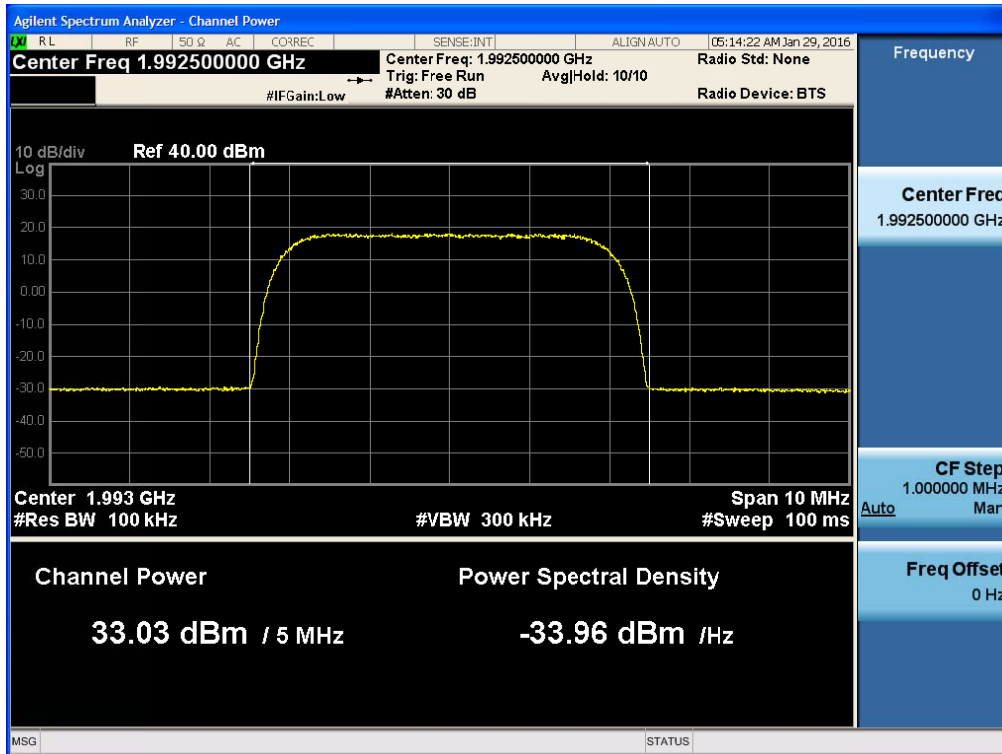 Agilent Spectrum Analyzer - Channel Power
LXI RL RF 50 Ω AC CORREC SENSE:INT ALIGN AUTO 05:14:22 AM Jan 29, 2016
Center Freq 1.992500000 GHz
#IFGain:Low
Center Freq: 1.992500000 GHz
Trig: Free Run Avg|Hold: 10/10
#Atten: 30 dB
Radio Std: None
Radio Device: BTS
10 dB/div Ref 40.00 dBm
Log
30.0
20.0
10.0
0.00
-10.0
-20.0
-30.0
-40.0
-50.0
Center 1.993 GHz Span 10 MHz
#Res BW 100 kHz #VBW 300 kHz #Sweep 100 ms
Channel Power Power Spectral Density
33.03 dBm / 5 MHz -33.96 dBm /Hz
MSG STATUS
Frequency
Center Freq
1.992500000 GHz
CF Step
1.000000 MHz
Auto Man
Freq Offset
0 Hz